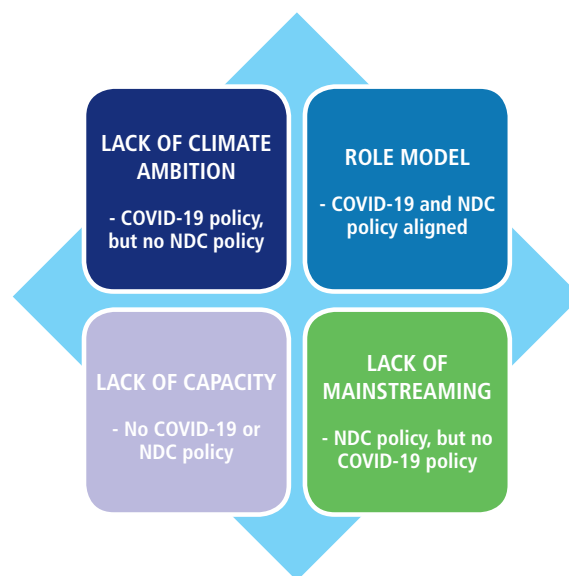 LACK OF CLIMATE
AMBITION
- COVID-19 policy,
but no NDC policy
ROLE MODEL
- COVID-19 and NDC
policy aligned
LACK OF CAPACITY
- No COVID-19 or
NDC policy
LACK OF
MAINSTREAMING
- NDC policy, but no
COVID-19 policy